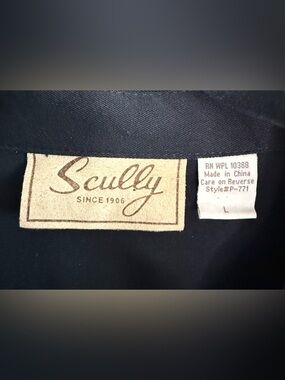 Scully
SINCE 1906
RN WPL 10388
Made in China
Care on Reverse
Style#P-771
L